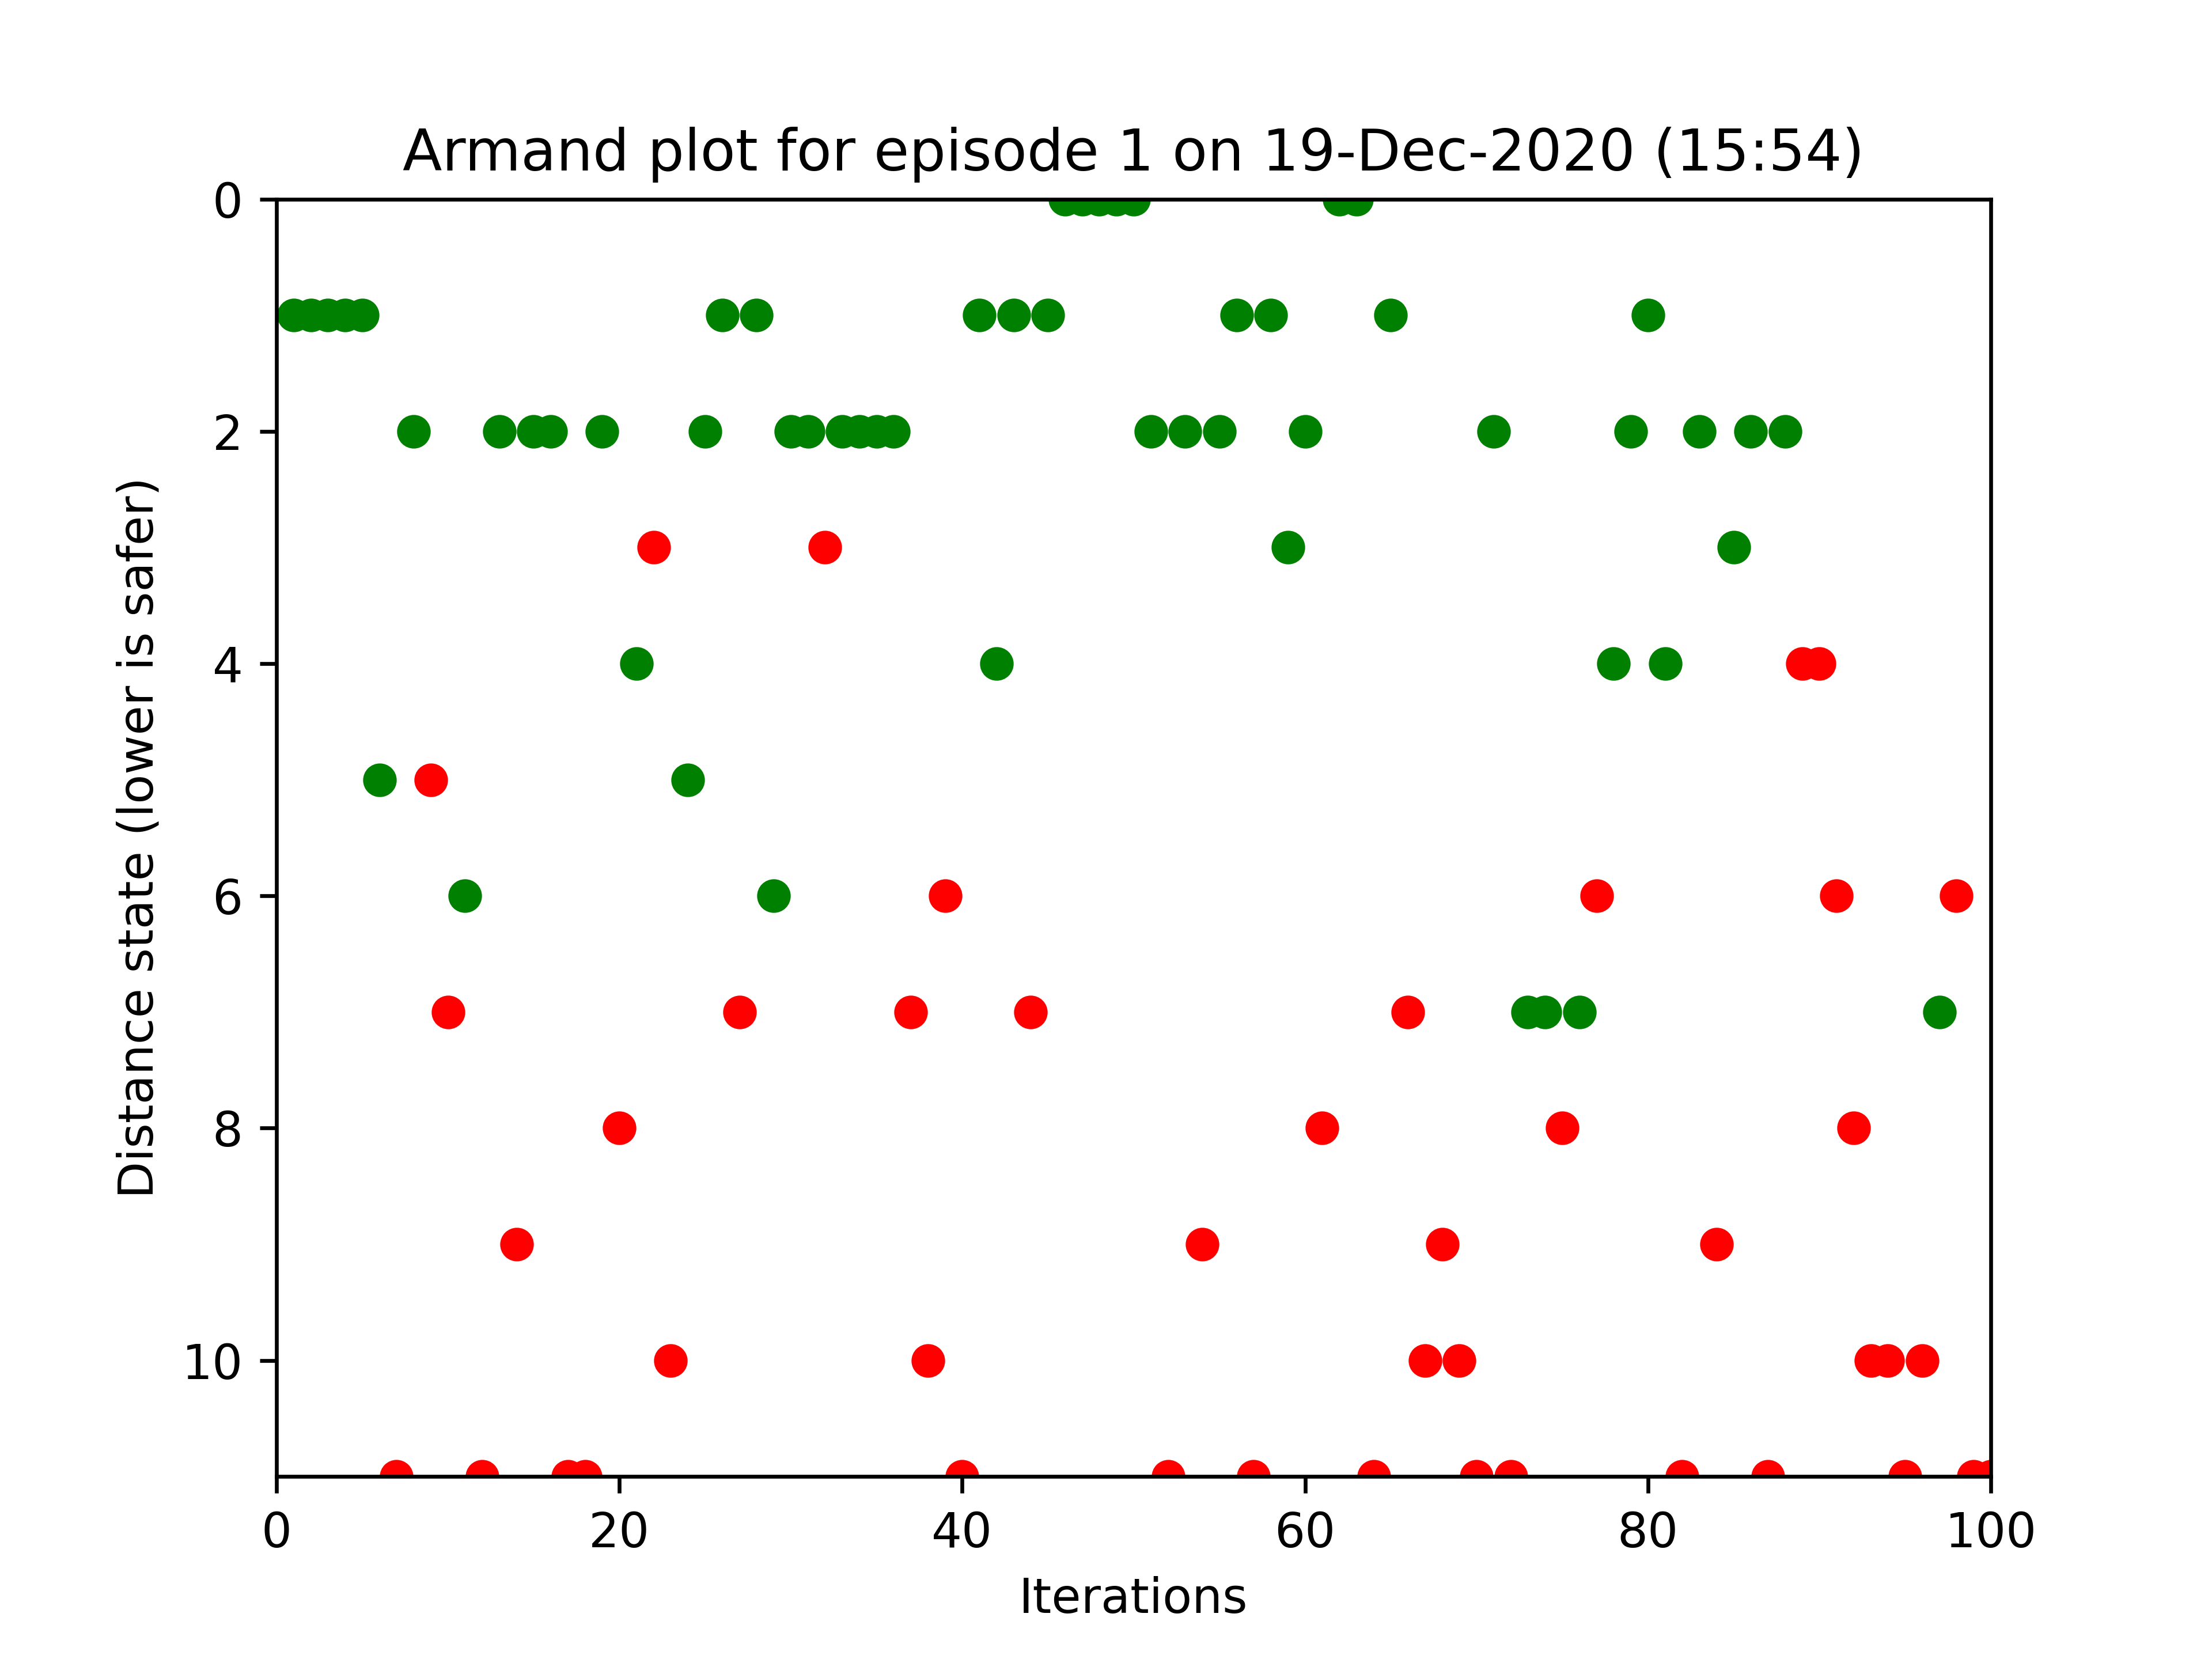 Armand plot for episode 1 on 19-Dec-2020 (15:54)
0
2
4
6
8
10
Distance state (lower is safer)
0 20 40 60 80 100
Iterations